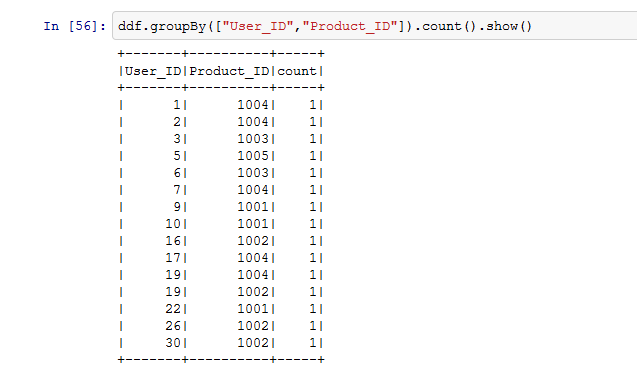 In [56]: ddf.groupBy(["User_ID","Product_ID"]).count().show()
+-------+----------+-----+
|User_ID|Product_ID|count|
+-------+----------+-----+
|      1|      1004|    1|
|      2|      1004|    1|
|      3|      1003|    1|
|      5|      1005|    1|
|      6|      1003|    1|
|      7|      1004|    1|
|      9|      1001|    1|
|     10|      1001|    1|
|     16|      1002|    1|
|     17|      1004|    1|
|     19|      1004|    1|
|     19|      1002|    1|
|     22|      1001|    1|
|     26|      1002|    1|
|     30|      1002|    1|
+-------+----------+-----+